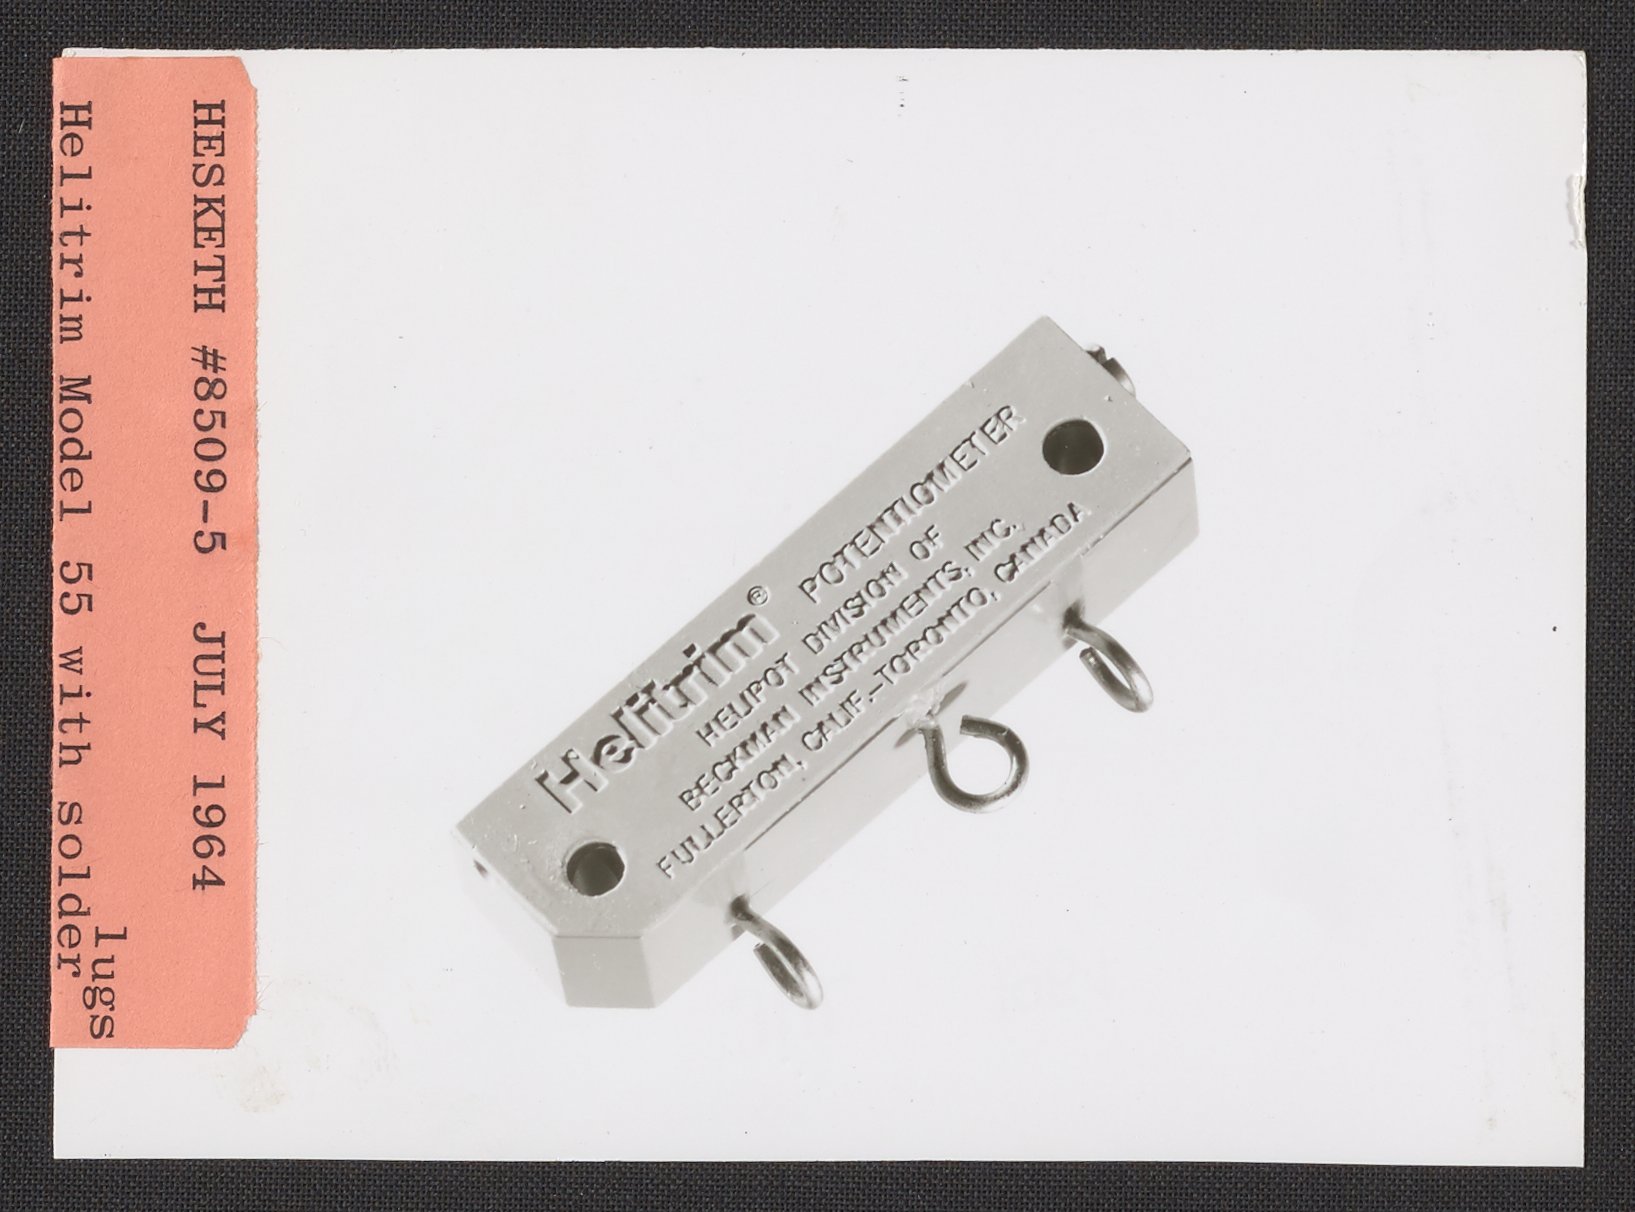 HESKETH #8509-5 JULY 1964
Helitrim Model 55 with solder
lugs
Helitrim® POTENTIOMETER
HELIPOT DIVISION OF
BECKMAN INSTRUMENTS, INC.
FULLERTON, CALIF.-TORONTO, CANADA